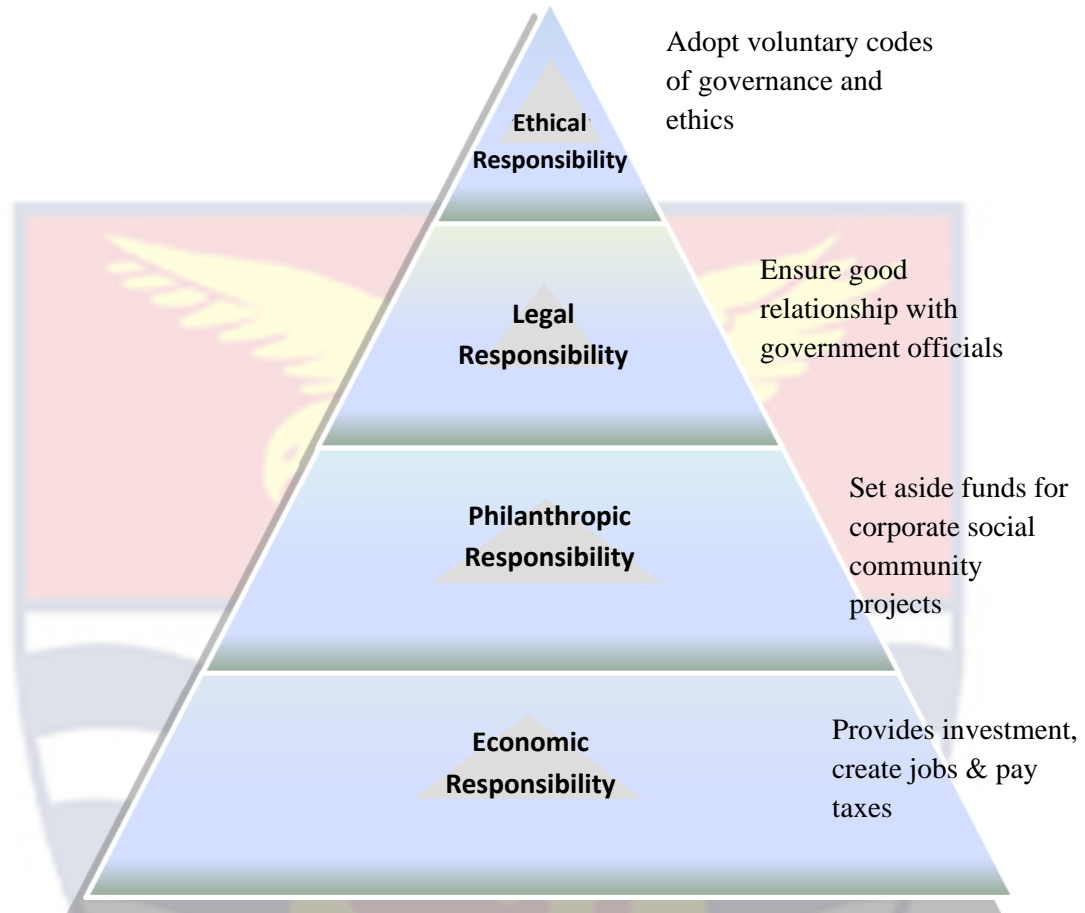 Adopt voluntary codes
of governance and
ethics
Ethical
Responsibility
Ensure good
relationship with
government officials
Legal
Responsibility
Set aside funds for
corporate social
community
projects
Philanthropic
Responsibility
Provides investment,
create jobs & pay
taxes
Economic
Responsibility